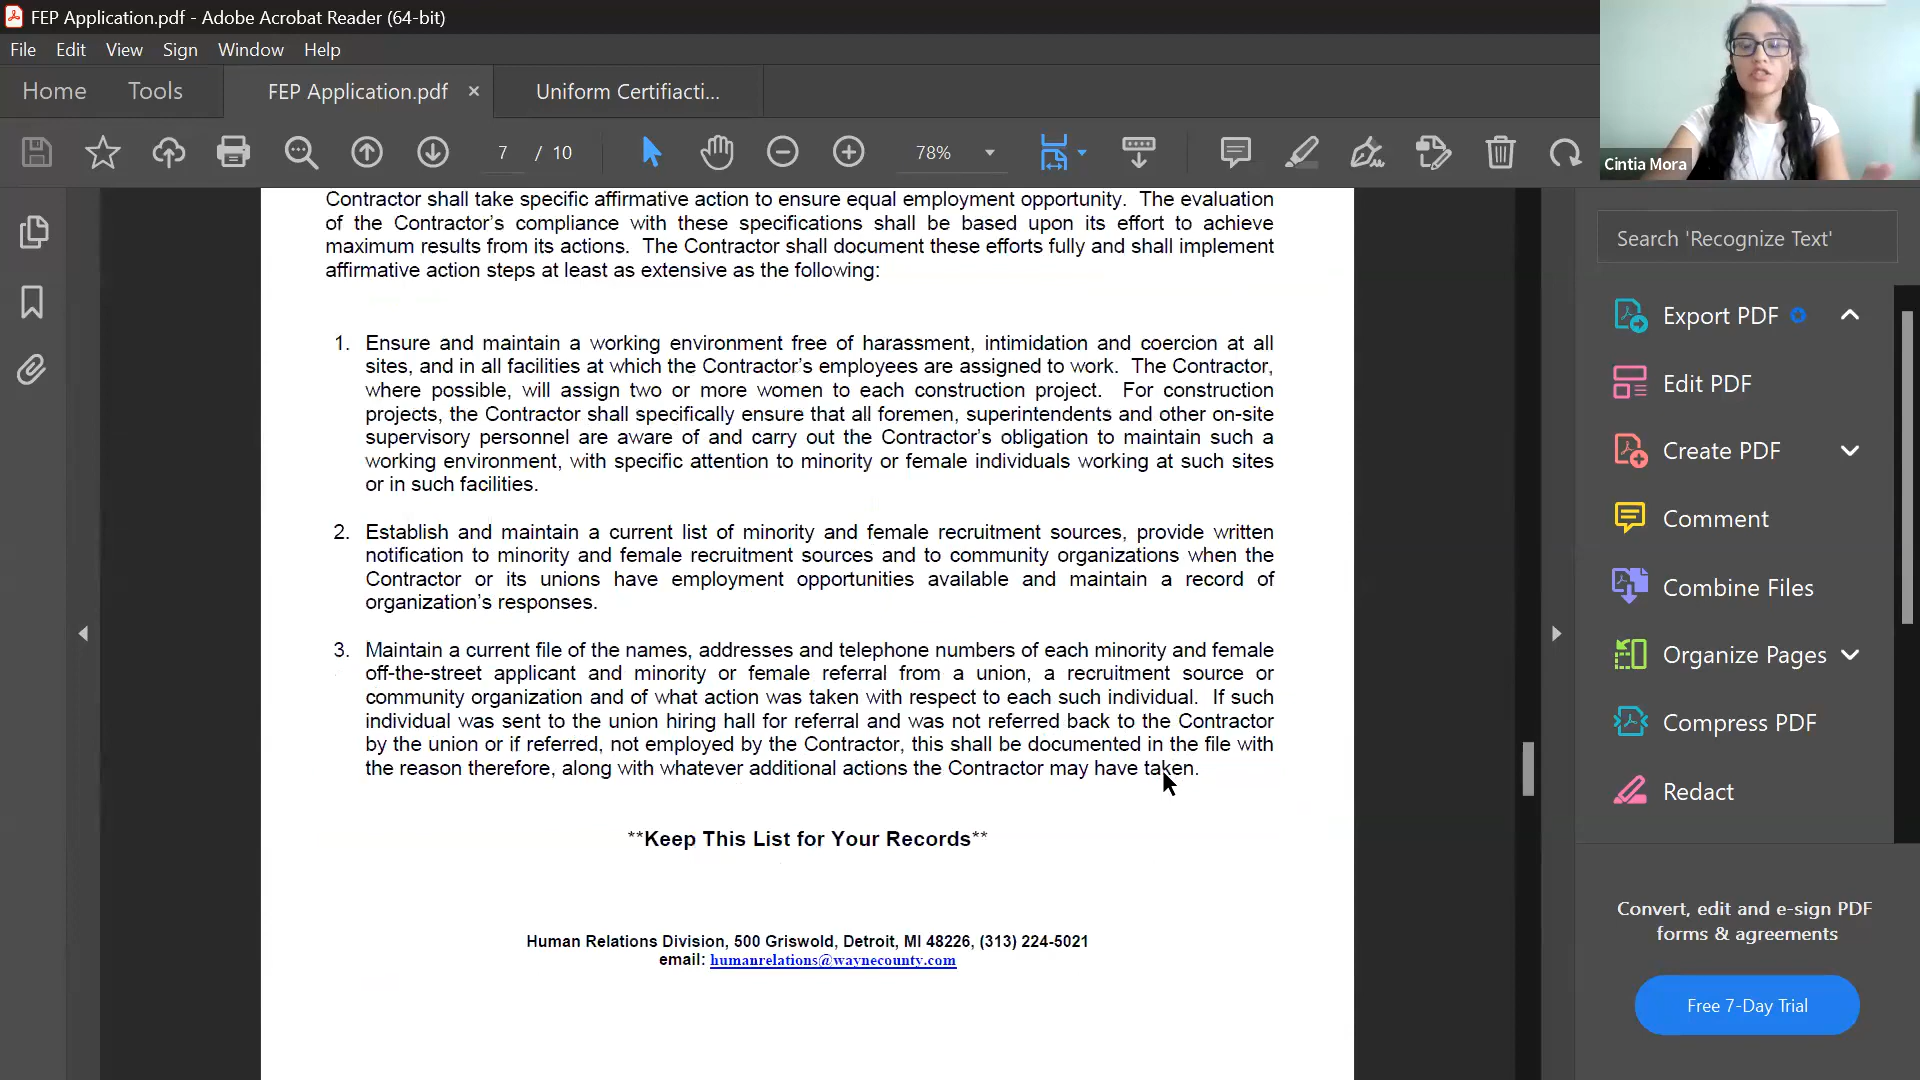 FEP Application.pdf - Adobe Acrobat Reader (64-bit)
File Edit View Sign Window Help
Home Tools FEP Application.pdf × Uniform Certifiacti...
7 / 10 78%
Cintia Mora
Contractor shall take specific affirmative action to ensure equal employment opportunity. The evaluation
of the Contractor's compliance with these specifications shall be based upon its effort to achieve
maximum results from its actions. The Contractor shall document these efforts fully and shall implement
affirmative action steps at least as extensive as the following:
1. Ensure and maintain a working environment free of harassment, intimidation and coercion at all
sites, and in all facilities at which the Contractor's employees are assigned to work. The Contractor,
where possible, will assign two or more women to each construction project. For construction
projects, the Contractor shall specifically ensure that all foremen, superintendents and other on-site
supervisory personnel are aware of and carry out the Contractor's obligation to maintain such a
working environment, with specific attention to minority or female individuals working at such sites
or in such facilities.
2. Establish and maintain a current list of minority and female recruitment sources, provide written
notification to minority and female recruitment sources and to community organizations when the
Contractor or its unions have employment opportunities available and maintain a record of
organization's responses.
3. Maintain a current file of the names, addresses and telephone numbers of each minority and female
off-the-street applicant and minority or female referral from a union, a recruitment source or
community organization and of what action was taken with respect to each such individual. If such
individual was sent to the union hiring hall for referral and was not referred back to the Contractor
by the union or if referred, not employed by the Contractor, this shall be documented in the file with
the reason therefore, along with whatever additional actions the Contractor may have taken.
**Keep This List for Your Records**
Human Relations Division, 500 Griswold, Detroit, MI 48226, (313) 224-5021
email: humanrelations@waynecounty.com
Search 'Recognize Text'
Export PDF
Edit PDF
Create PDF
Comment
Combine Files
Organize Pages
Compress PDF
Redact
Convert, edit and e-sign PDF
forms & agreements
Free 7-Day Trial